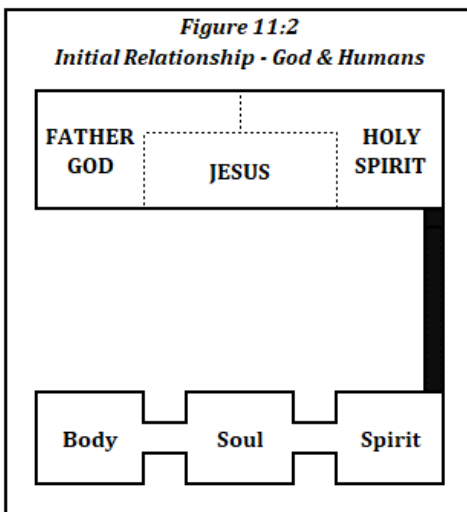 Figure 11:2
Initial Relationship - God & Humans
FATHER
GOD
JESUS
HOLY
SPIRIT
Body
Soul
Spirit